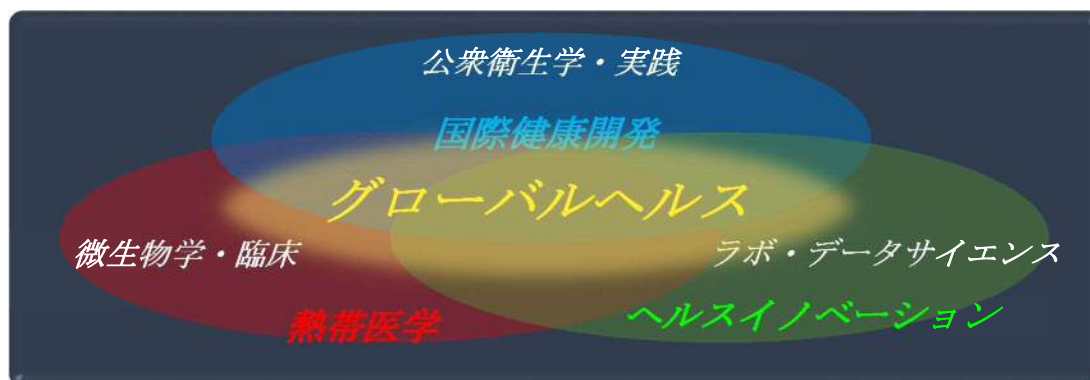 公衆衛生学・実践
国際健康開発
グローバルヘルス
微生物学・臨床
ラボ・データサイエンス
熱帯医学
ヘルスイノベーション